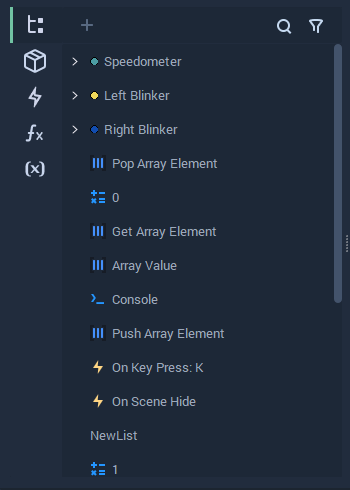 Speedometer
Left Blinker
Right Blinker
Pop Array Element
0
Get Array Element
Array Value
Console
Push Array Element
On Key Press: K
On Scene Hide
NewList
1